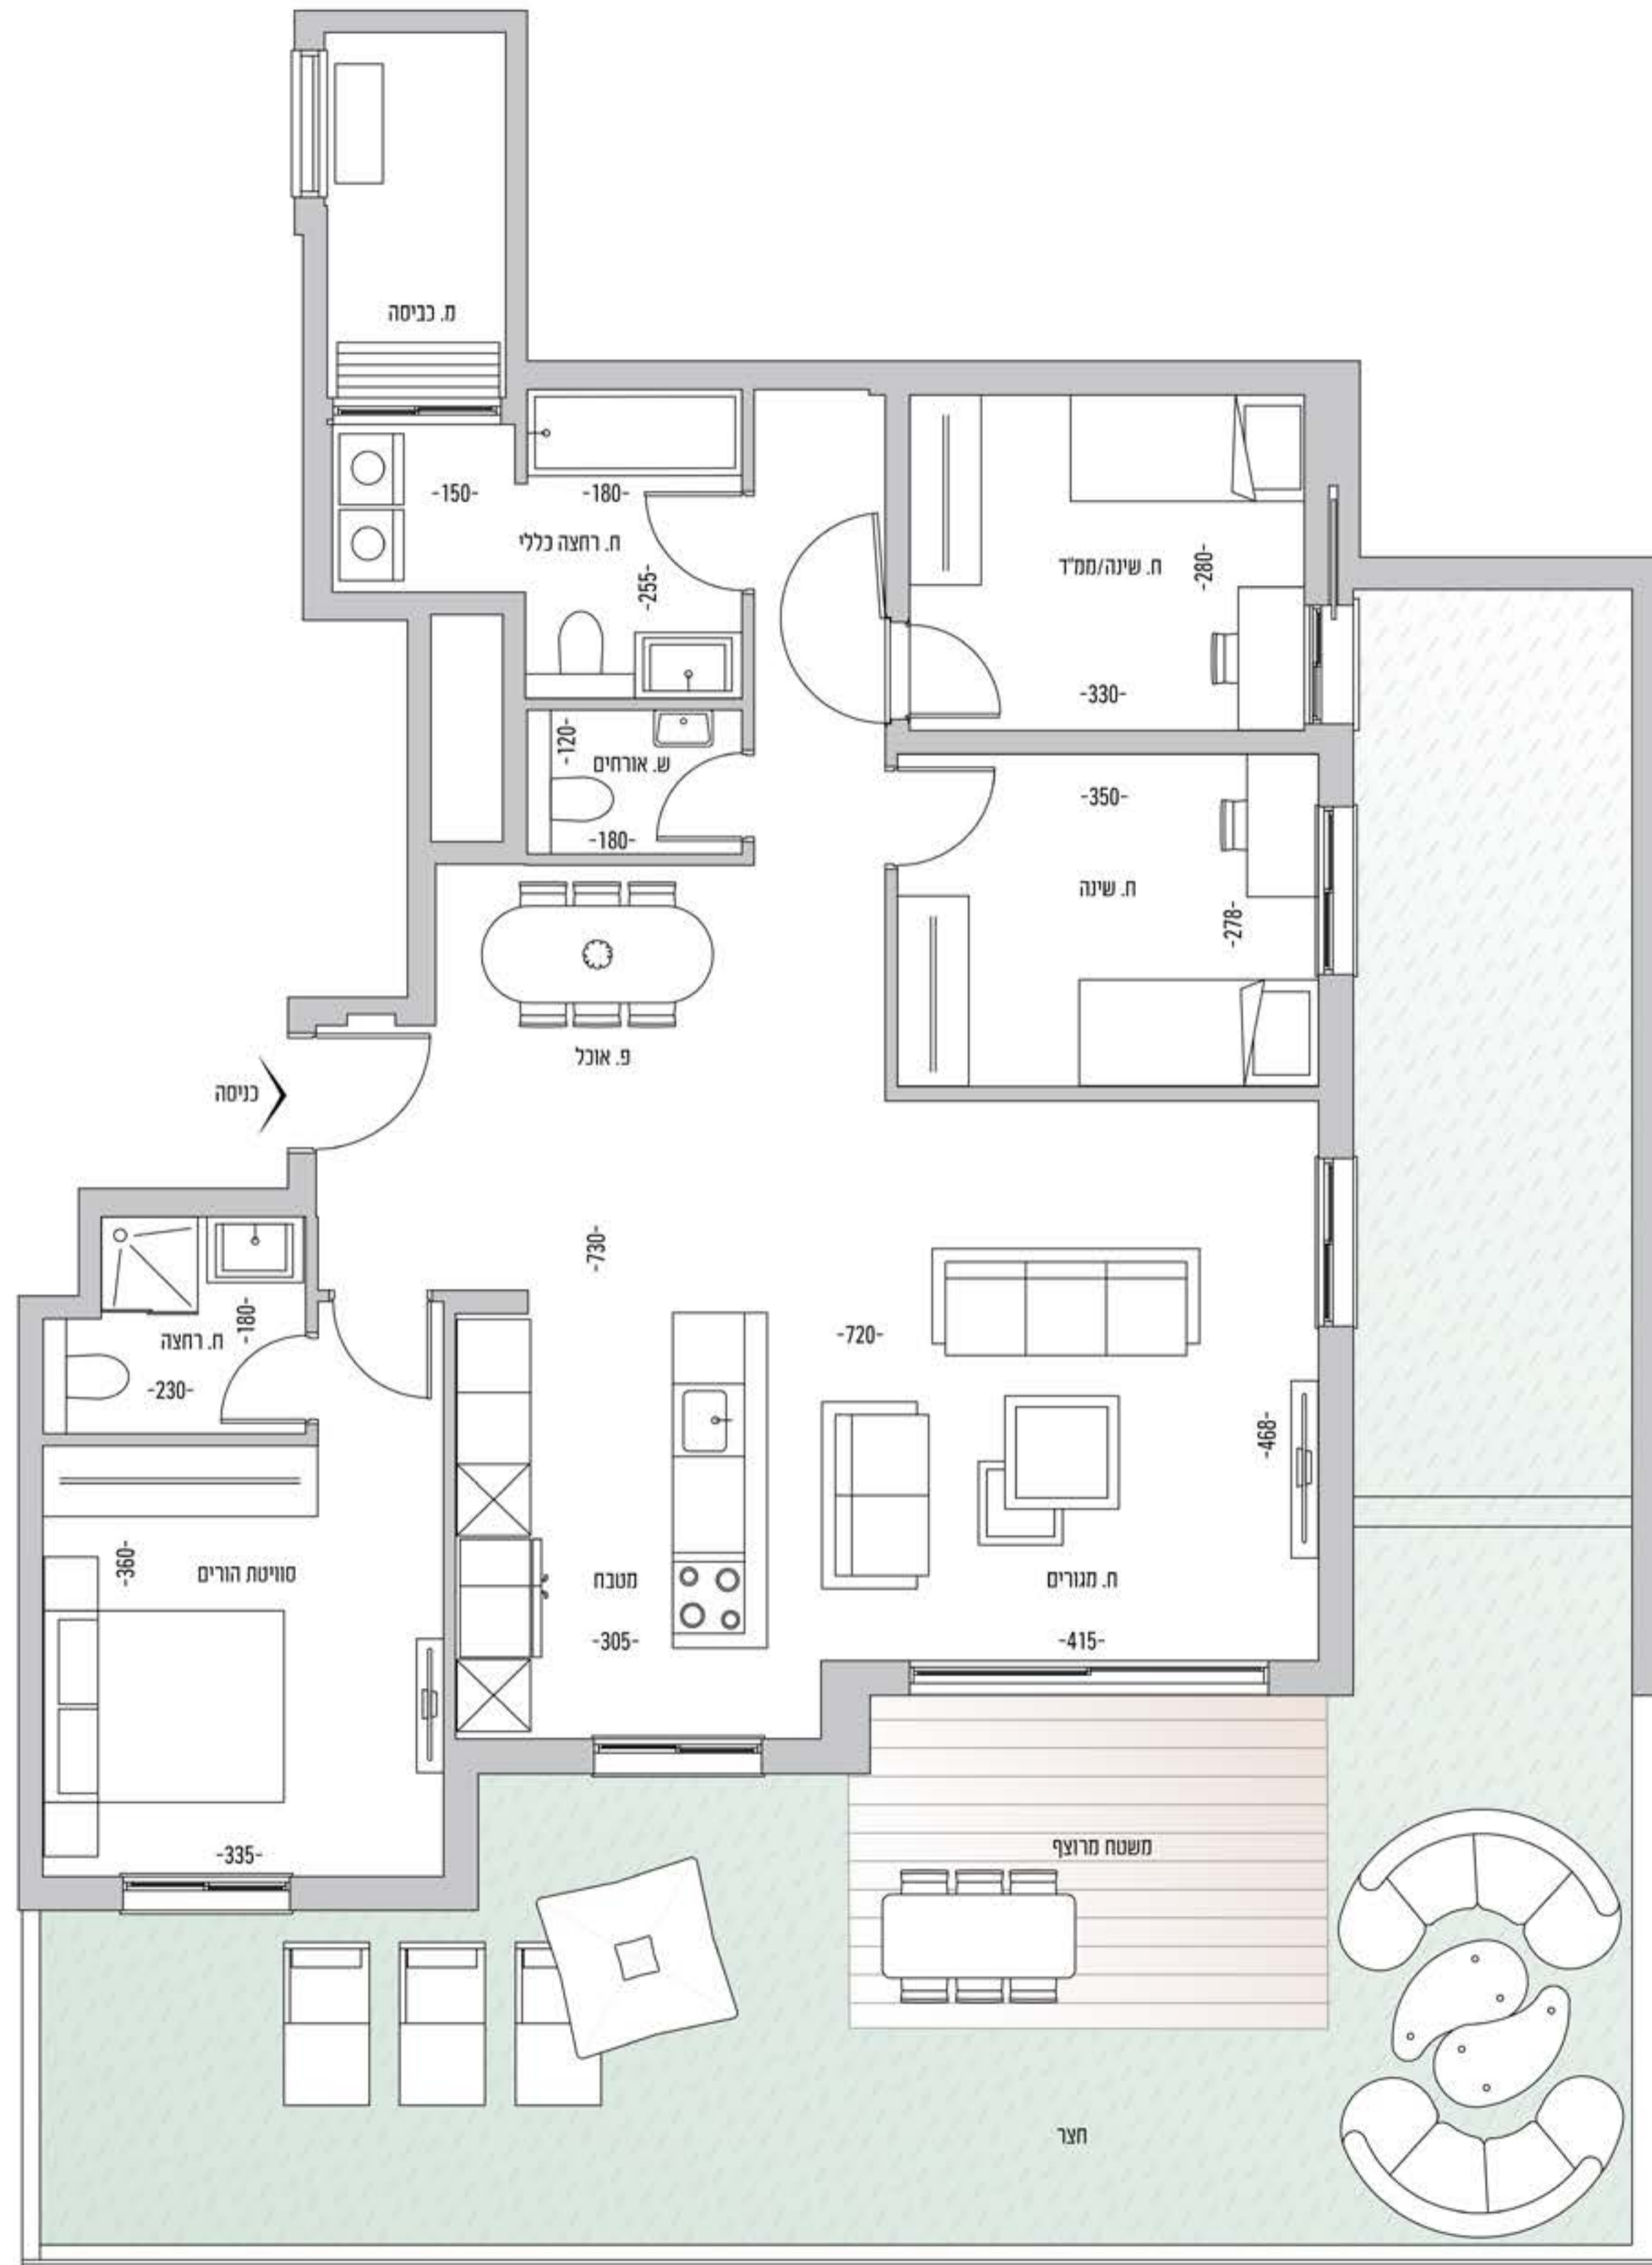 מ. כביסה
-150-
-180-
ח. רחצה כללי
-255-
ח. שינה/ממ"ד
-280-
-330-
-120-
ש. אורחים
-180-
-350-
ח. שינה
-278-
פ. אוכל
כניסה
-730-
-720-
-180-
ח. רחצה
-230-
-468-
-360-
סוויטת הורים
מטבח
-305-
ח. מגורים
-415-
-335-
משטח מרוצף
חצר